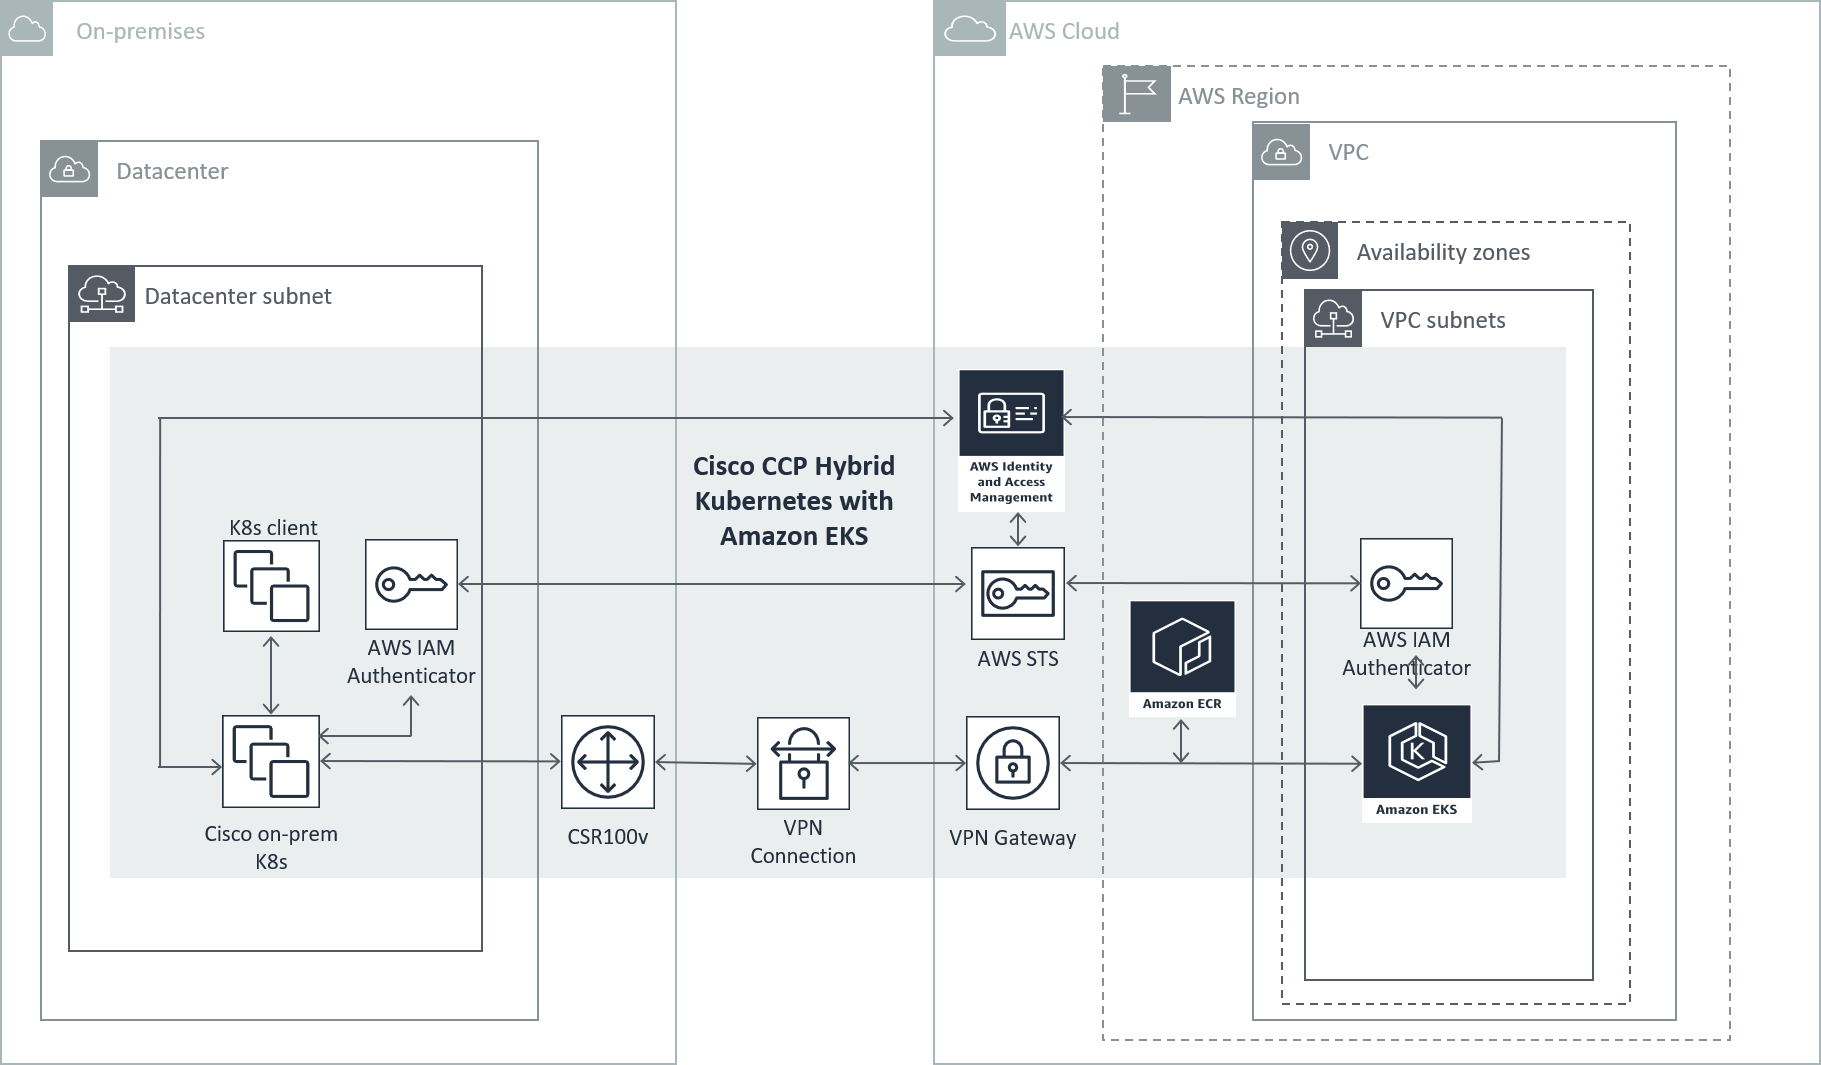 On-premises
AWS Cloud
AWS Region
VPC
Datacenter
Availability zones
Datacenter subnet
VPC subnets
AWS Identity
and Access
Management
Cisco CCP Hybrid
Kubernetes with
Amazon EKS
K8s client
AWS IAM
Authenticator
AWS STS
AWS IAM
Authenticator
Amazon ECR
K
Amazon EKS
Cisco on-prem
K8s
CSR100v
VPN
Connection
VPN Gateway